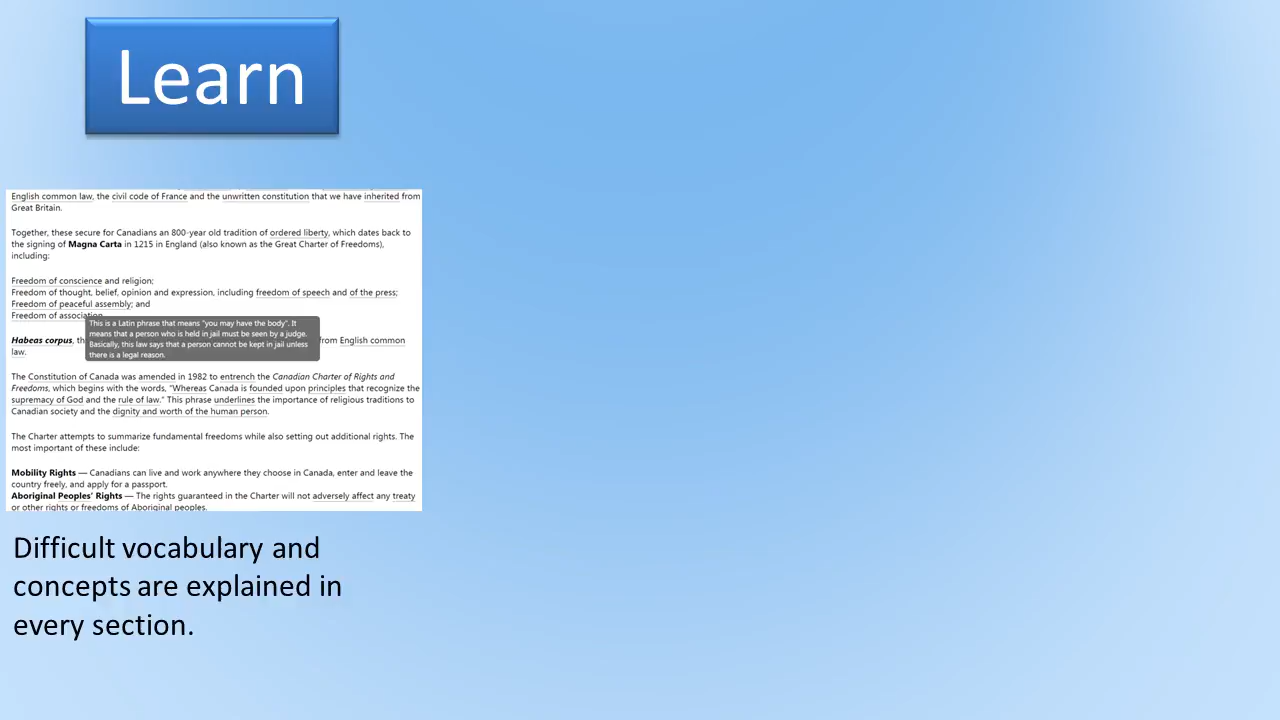 Learn
English common law, the civil code of France and the unwritten constitution that we have inherited from
Great Britain.
Together, these secure for Canadians an 800-year old tradition of ordered liberty, which dates back to
the signing of Magna Carta in 1215 in England (also known as the Great Charter of Freedoms),
including:
Freedom of conscience and religion;
Freedom of thought, belief, opinion and expression, including freedom of speech and of the press;
Freedom of peaceful assembly; and
Freedom of association.
This is a Latin phrase that means "you may have the body". It
means that a person who is held in jail must be seen by a judge.
Basically, this law says that a person cannot be kept in jail unless
there is a legal reason.
Habeas corpus, th from English common
law.
The Constitution of Canada was amended in 1982 to entrench the Canadian Charter of Rights and
Freedoms, which begins with the words, "Whereas Canada is founded upon principles that recognize the
supremacy of God and the rule of law." This phrase underlines the importance of religious traditions to
Canadian society and the dignity and worth of the human person.
The Charter attempts to summarize fundamental freedoms while also setting out additional rights. The
most important of these include:
Mobility Rights — Canadians can live and work anywhere they choose in Canada, enter and leave the
country freely, and apply for a passport.
Aboriginal Peoples' Rights — The rights guaranteed in the Charter will not adversely affect any treaty
or other rights or freedoms of Aboriginal peoples.
Difficult vocabulary and
concepts are explained in
every section.